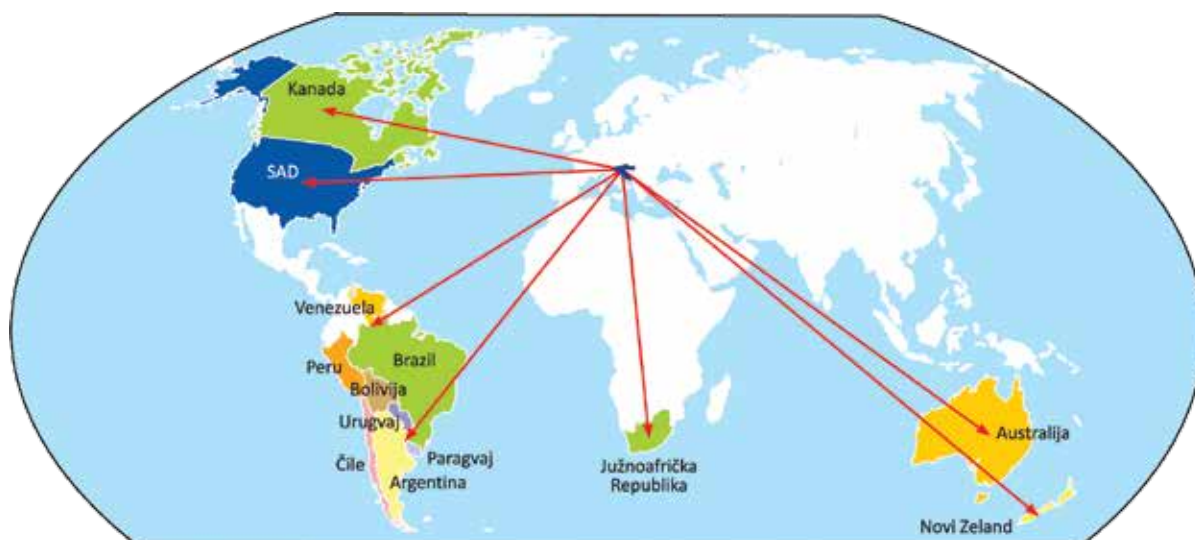 Kanada
SAD
Venezuela
Peru
Brazil
Bolivija
Urugvaj
Čile
Paragvaj
Argentina
Južnoafrička
Republika
Australija
Novi Zeland